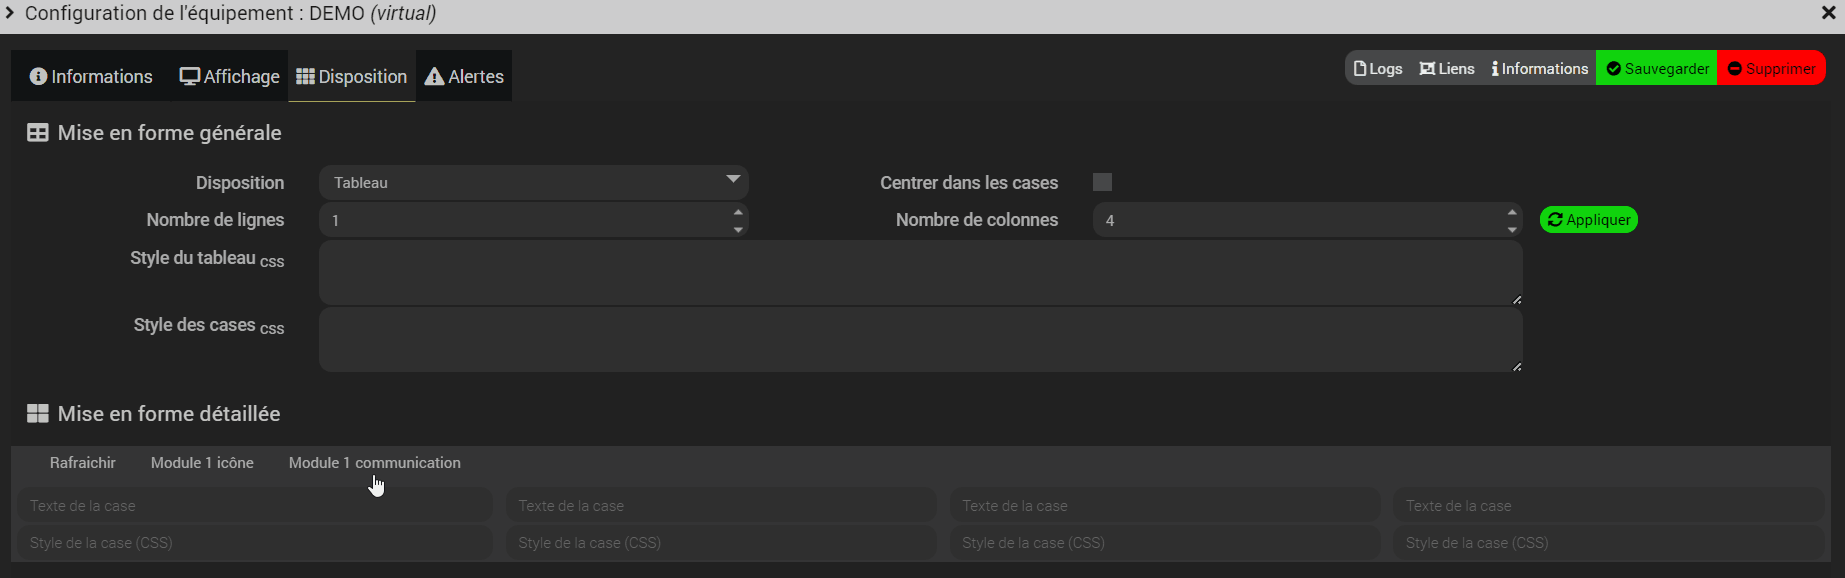 Configuration de l'équipement : DEMO (virtual)
Informations Affichage Disposition Alertes Logs Liens Informations Sauvegarder Supprimer
Mise en forme générale
Disposition Tableau Centrer dans les cases
Nombre de lignes 1 Nombre de colonnes 4 Appliquer
Style du tableau css
Style des cases css
Mise en forme détaillée
Rafraichir Module 1 icône Module 1 communication
Texte de la case Texte de la case Texte de la case Texte de la case
Style de la case (CSS) Style de la case (CSS) Style de la case (CSS) Style de la case (CSS)